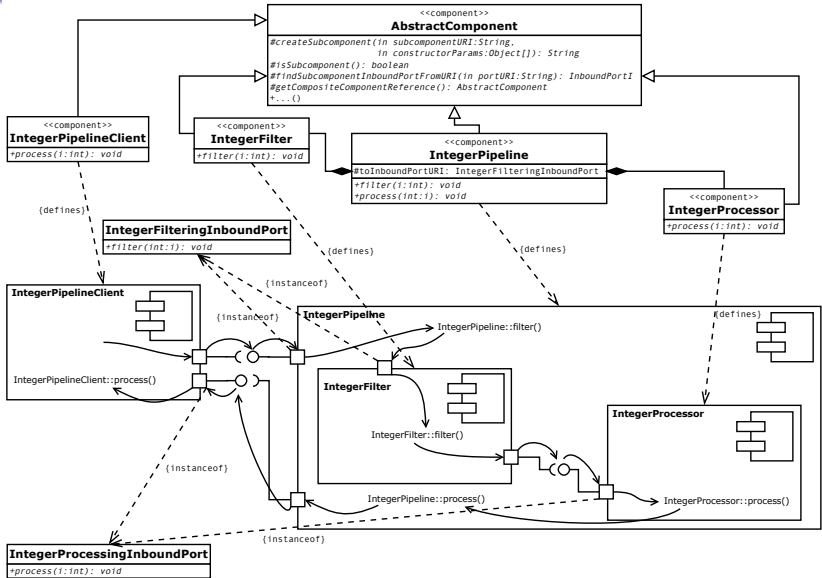 <<component>>
AbstractComponent
#createSubcomponent(in subcomponentURI:String,
in constructorParams:Object[]): String
#isSubcomponent(): boolean
#findSubcomponentInboundPortFromURI(in portURI:String): InboundPortI
#getCompositeComponentReference(): AbstractComponent
+...()
<<component>>
IntegerPipelineClient
+process(i:int): void
<<component>>
IntegerFilter
+filter(i:int): void
<<component>>
IntegerPipeline
#toInboundPortURI: IntegerFilteringInboundPort
+filter(i:int): void
+process(int:i): void
<<component>>
IntegerProcessor
+process(i:int): void
{defines}
IntegerFilteringInboundPort
+filter(int:i): void
{defines}
{defines}
{instanceof}
IntegerPipelineClient
{instanceof}
IntegerPipeline
{defines}
IntegerPipeline::filter()
IntegerPipelineClient::process()
IntegerFilter
IntegerFilter::filter()
IntegerProcessor
{instanceof}
IntegerPipeline::process()
IntegerProcessor::process()
{instanceof}
IntegerProcessingInboundPort
+process(i:int): void